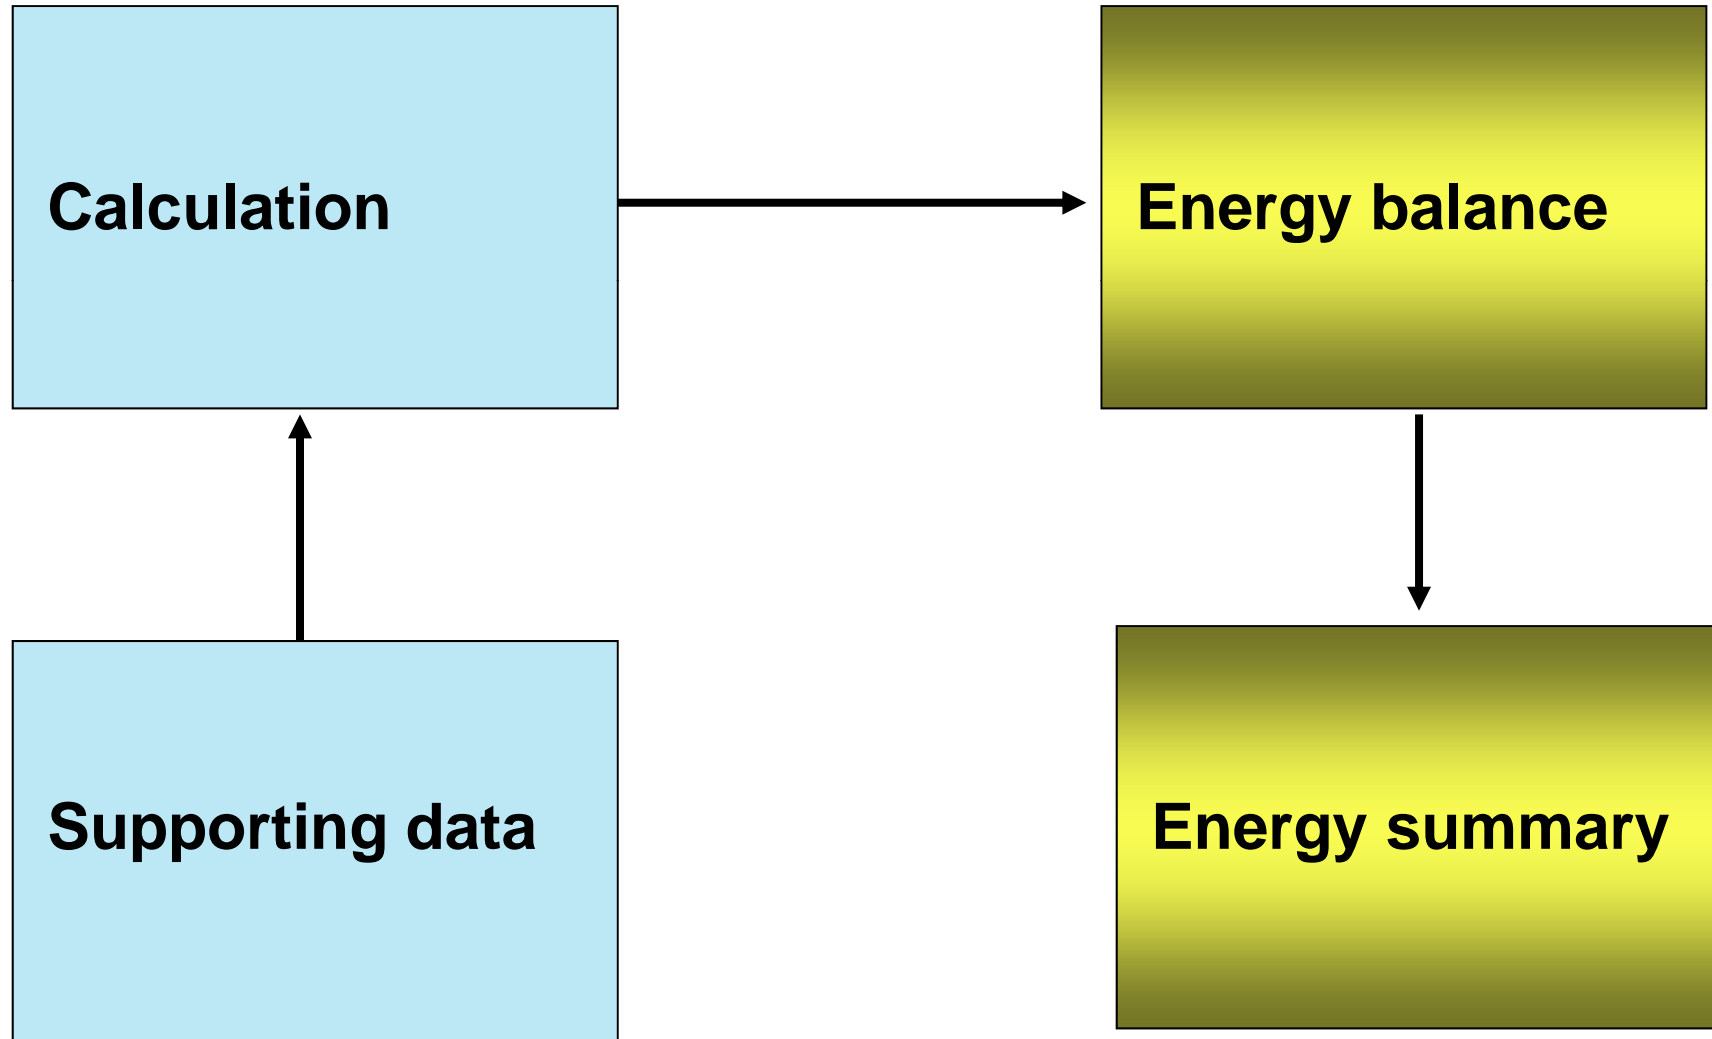 Calculation
Energy balance
Supporting data
Energy summary